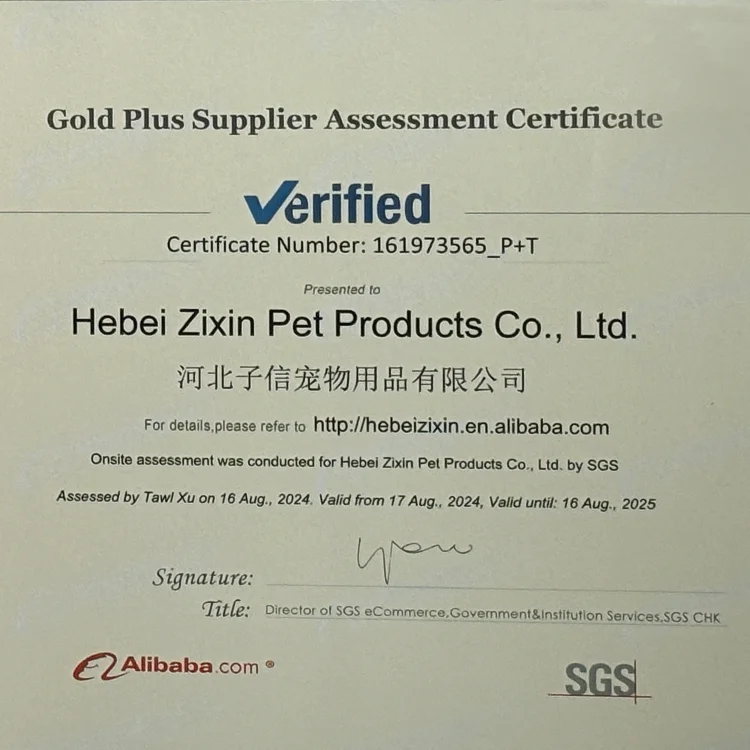 Gold Plus Supplier Assessment Certificate
Verified
Certificate Number: 161973565_P+T
Presented to
Hebei Zixin Pet Products Co., Ltd.
河北子信宠物用品有限公司
For details,please refer to http://hebeizixin.en.alibaba.com
Onsite assessment was conducted for Hebei Zixin Pet Products Co., Ltd. by SGS
Assessed by Tawl Xu on 16 Aug., 2024. Valid from 17 Aug., 2024, Valid until: 16 Aug., 2025
Signature:
Title: Director of SGS eCommerce,Government&Institution Services,SGS CHK
Alibaba.com ®
SGS